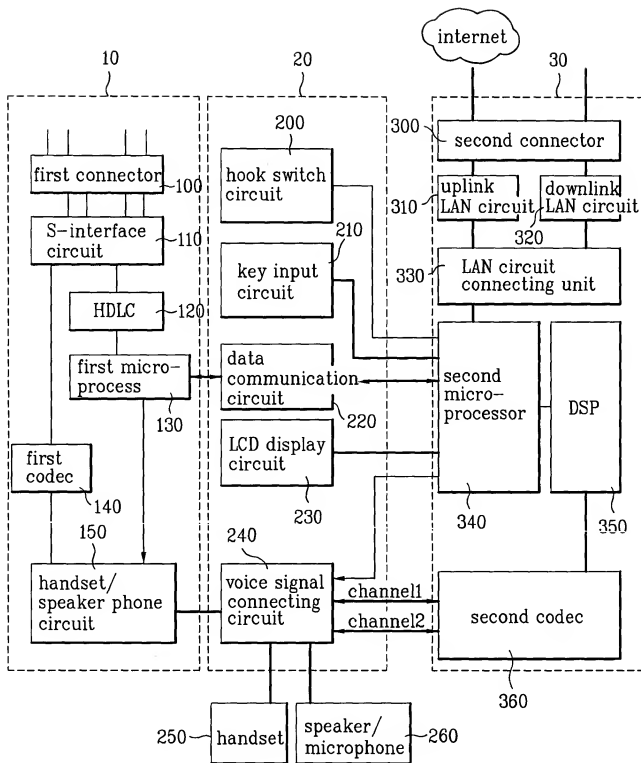 internet
10
20
30
200
300
second connector
first connector
100
hook switch
circuit
310
uplink
LAN circuit
downlink
LAN circuit
320
S-interface
circuit
110
210
key input
circuit
330
LAN circuit
connecting unit
HDLC
120
first micro-
process
130
data
communication
circuit
220
second
micro-
processor
DSP
LCD display
circuit
230
first
codec
140
340
350
150
240
handset/
speaker phone
circuit
voice signal
connecting
circuit
channel1
channel2
second codec
360
250
handset
speaker/
microphone
260